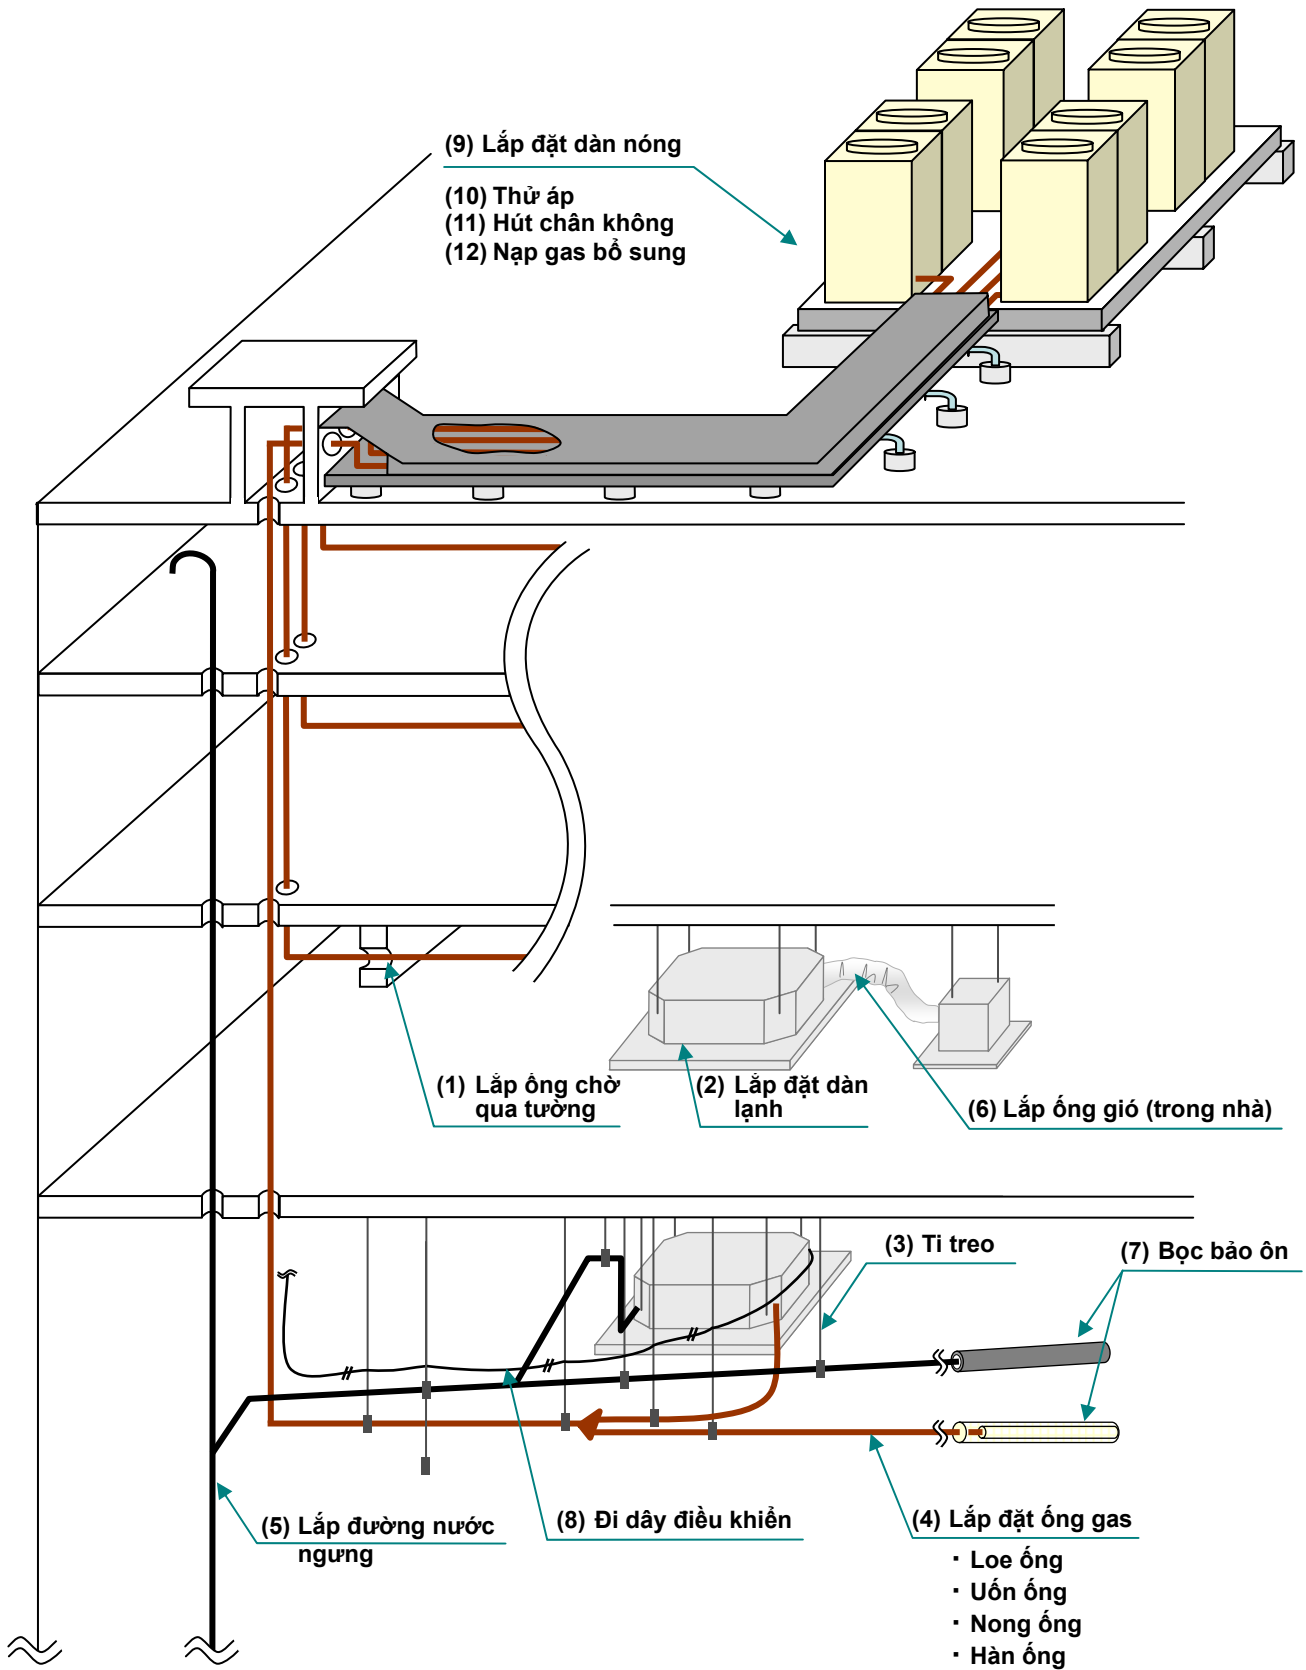 (9) Lắp đặt dàn nóng
(10) Thử áp
(11) Hút chân không
(12) Nạp gas bổ sung
(1) Lắp ống chờ
qua tường
(2) Lắp đặt dàn
lạnh
(6) Lắp ống gió (trong nhà)
(3) Ti treo
(7) Bọc bảo ôn
(5) Lắp đường nước
ngưng
(8) Đi dây điều khiển
(4) Lắp đặt ống gas
· Loe ống
· Uốn ống
· Nong ống
· Hàn ống